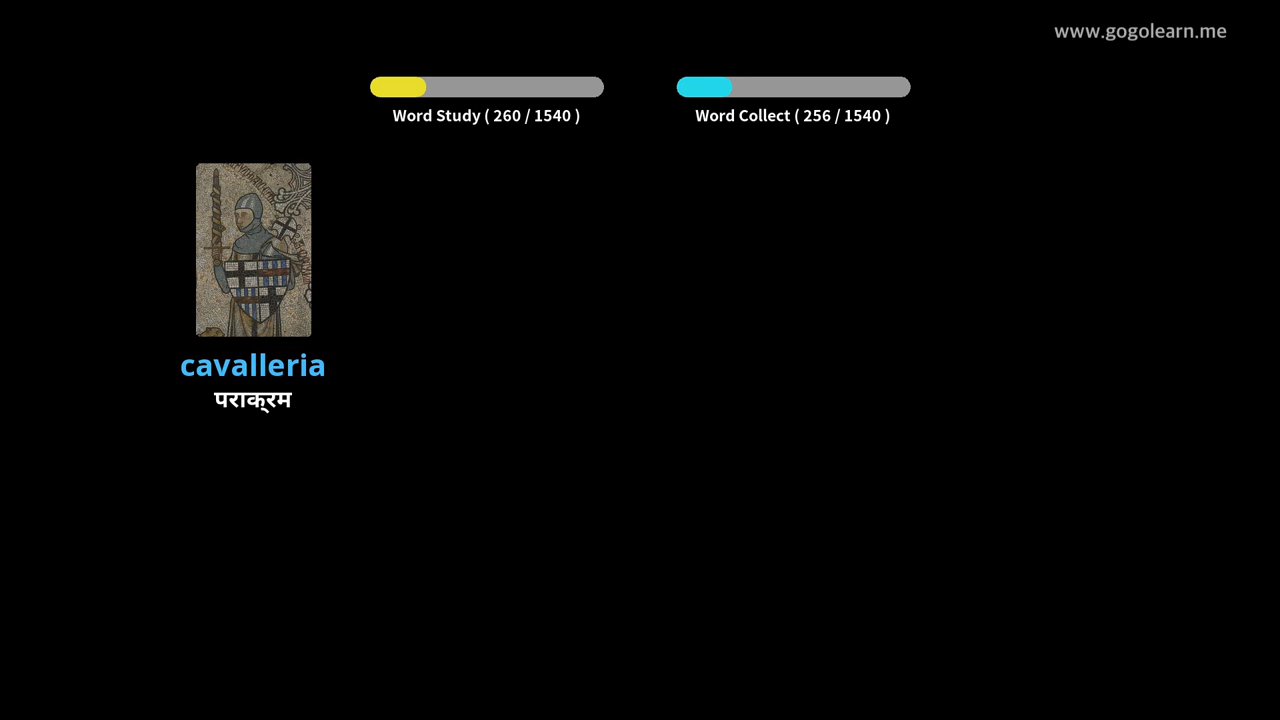 www.gogolearn.me
Word Study ( 260 / 1540 )
Word Collect ( 256 / 1540 )
cavalleria
पराक्रम